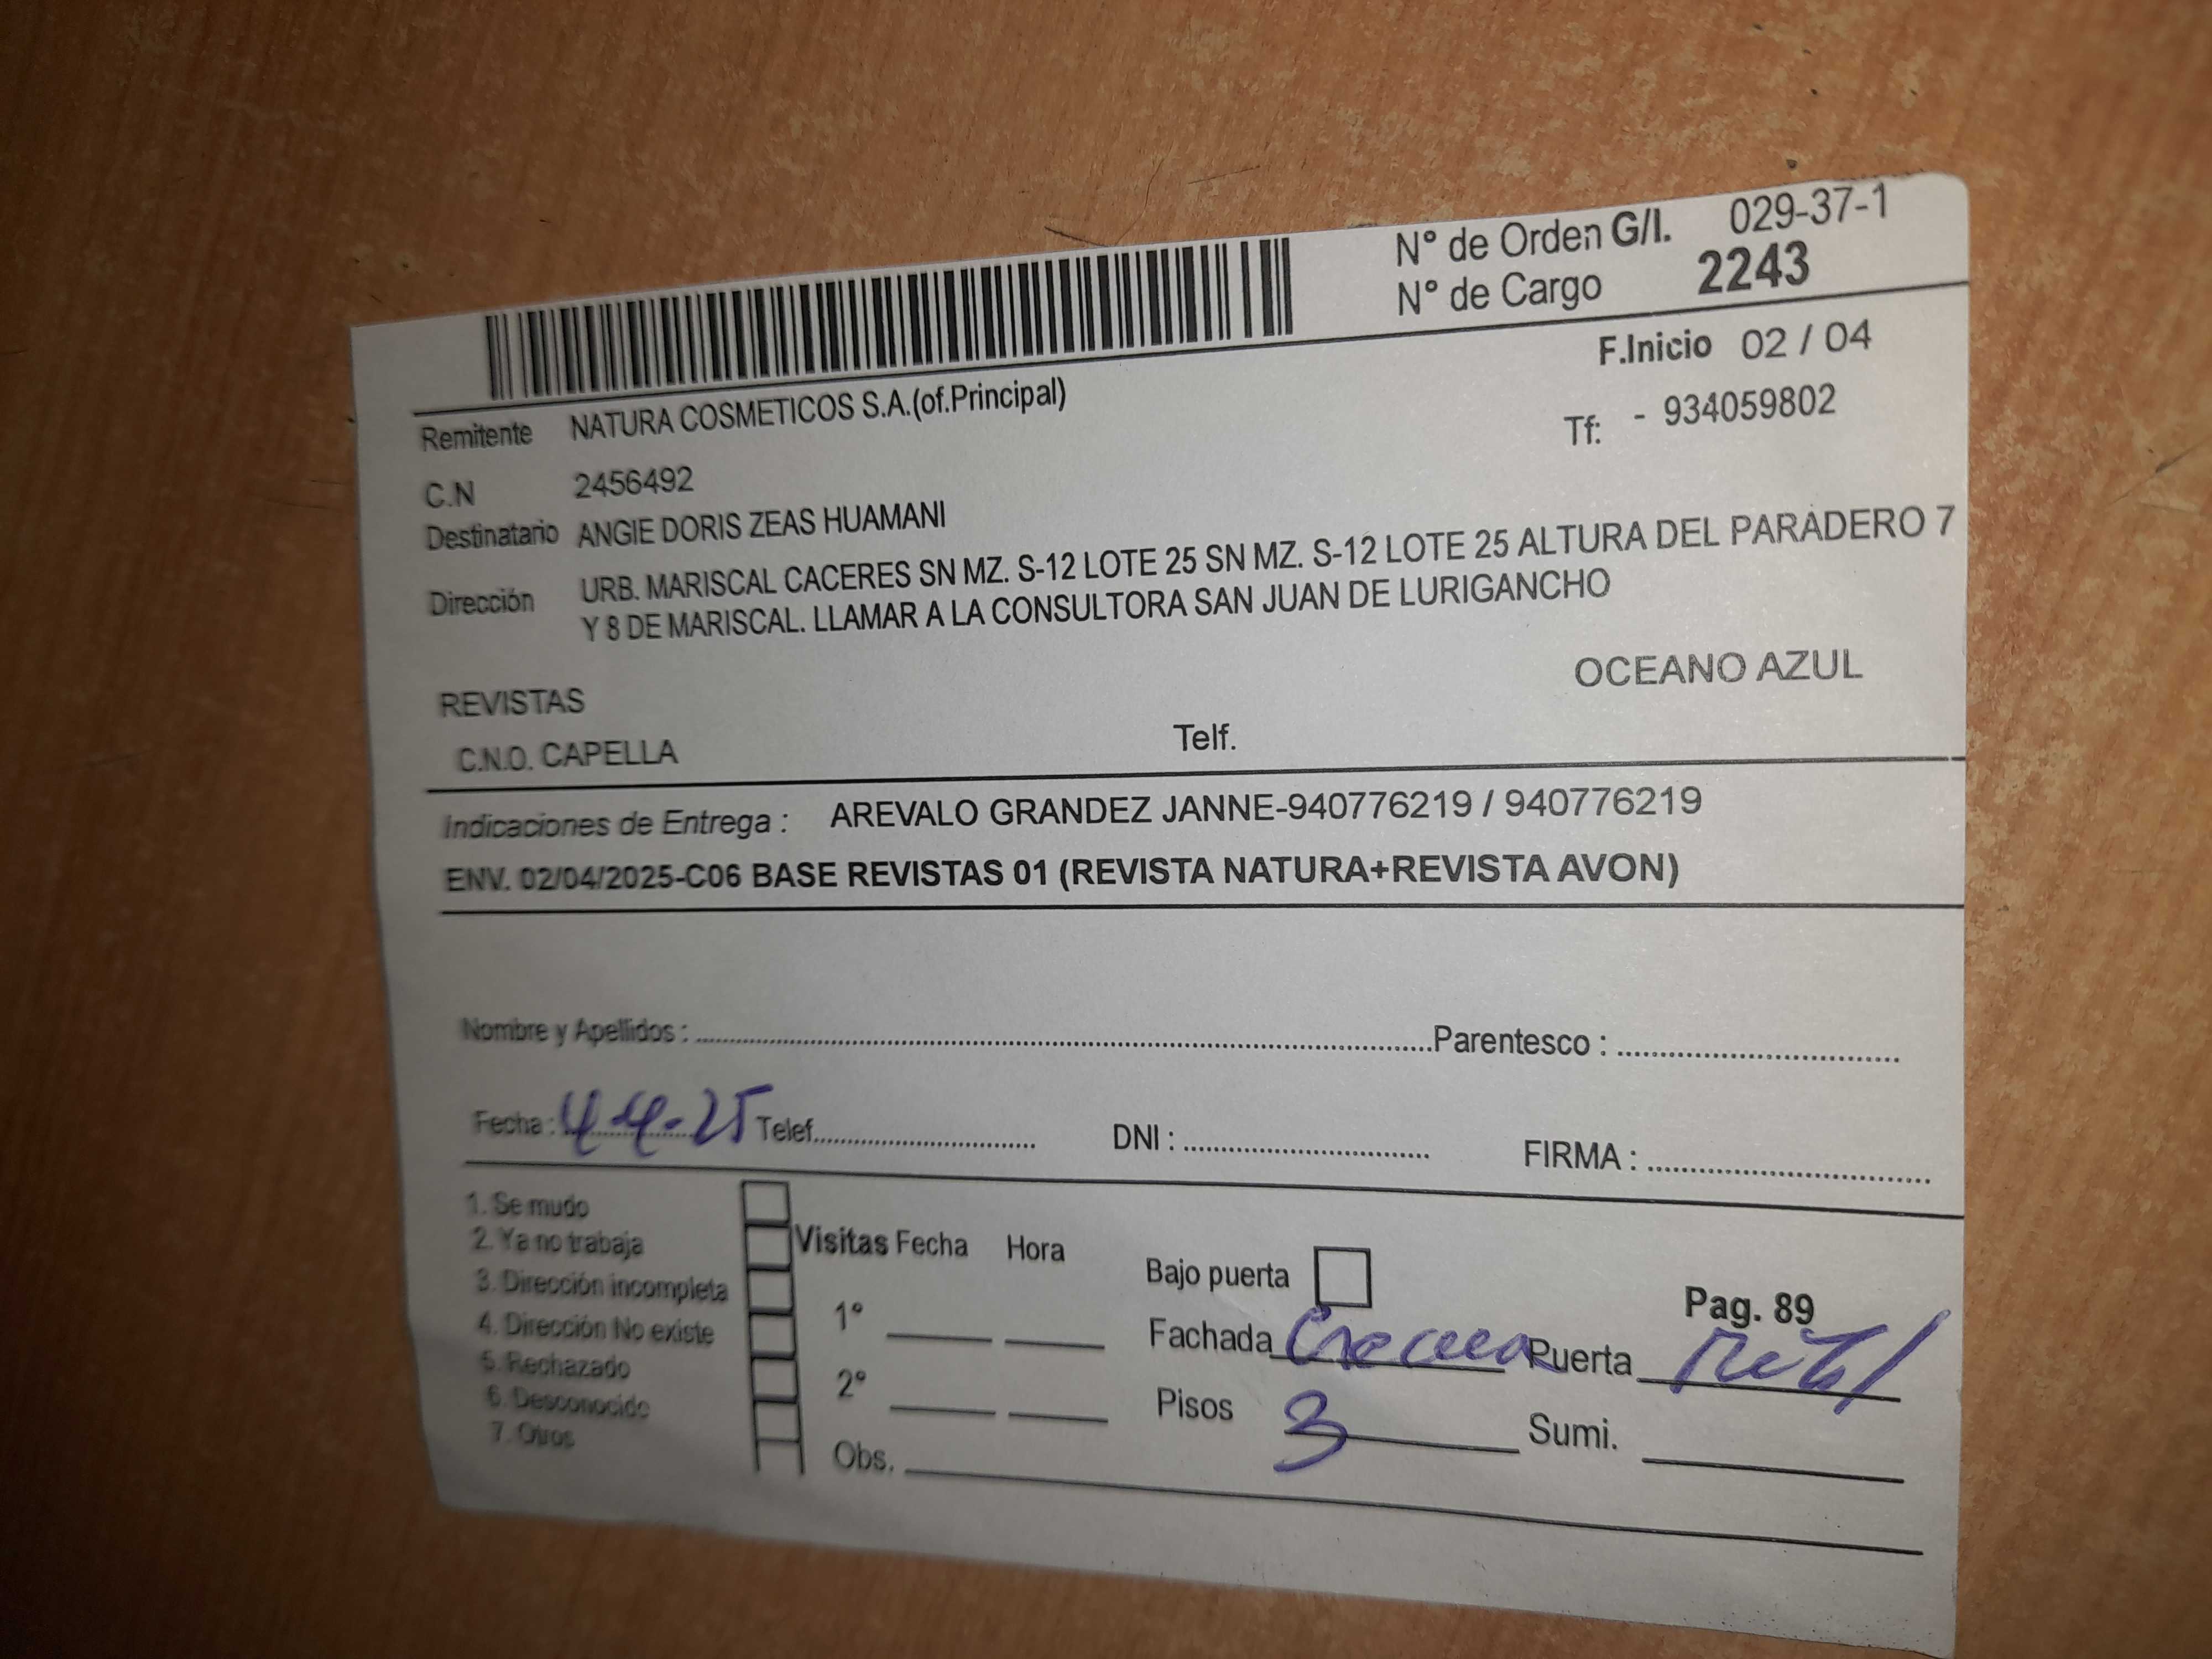 N° de Orden G/I. 029-37-1
N° de Cargo 2243
F.Inicio 02 / 04
Remitente NATURA COSMETICOS S.A.(of.Principal)
Tf: - 934059802
C.N 2456492
Destinatario ANGIE DORIS ZEAS HUAMANI
Dirección URB. MARISCAL CACERES SN MZ. S-12 LOTE 25 SN MZ. S-12 LOTE 25 ALTURA DEL PARADERO 7
Y 8 DE MARISCAL. LLAMAR A LA CONSULTORA SAN JUAN DE LURIGANCHO
OCEANO AZUL
REVISTAS
C.N.O. CAPELLA Telf.
Indicaciones de Entrega : AREVALO GRANDEZ JANNE-940776219 / 940776219
ENV. 02/04/2025-C06 BASE REVISTAS 01 (REVISTA NATURA+REVISTA AVON)
Nombre y Apellidos : Parentesco :
Fecha : 4-4-25 Telef. DNI : FIRMA :
1. Se mudo
2. Ya no trabaja
3. Dirección incompleta
4. Dirección No existe
5. Rechazado
6. Desconocido
7. Otros
Visitas Fecha Hora
1°
2°
Obs.
Bajo puerta
Pag. 89
Fachada Puerta
Pisos 3 Sumi.